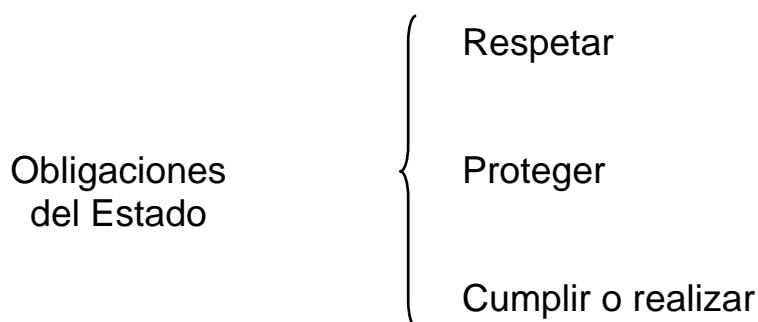 Obligaciones
del Estado
Respetar
Proteger
Cumplir o realizar